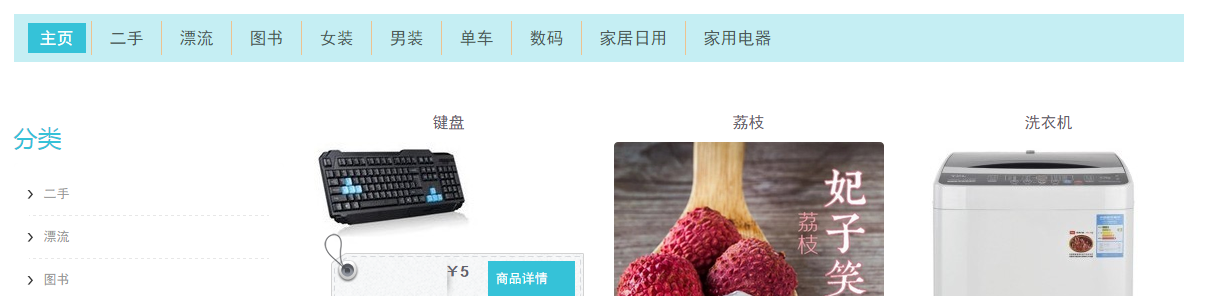 主页 二手 漂流 图书 女装 男装 单车 数码 家居日用 家用电器
分类
二手
漂流
图书
键盘
¥5
商品详情
荔枝
妃子笑
荔枝
洗衣机